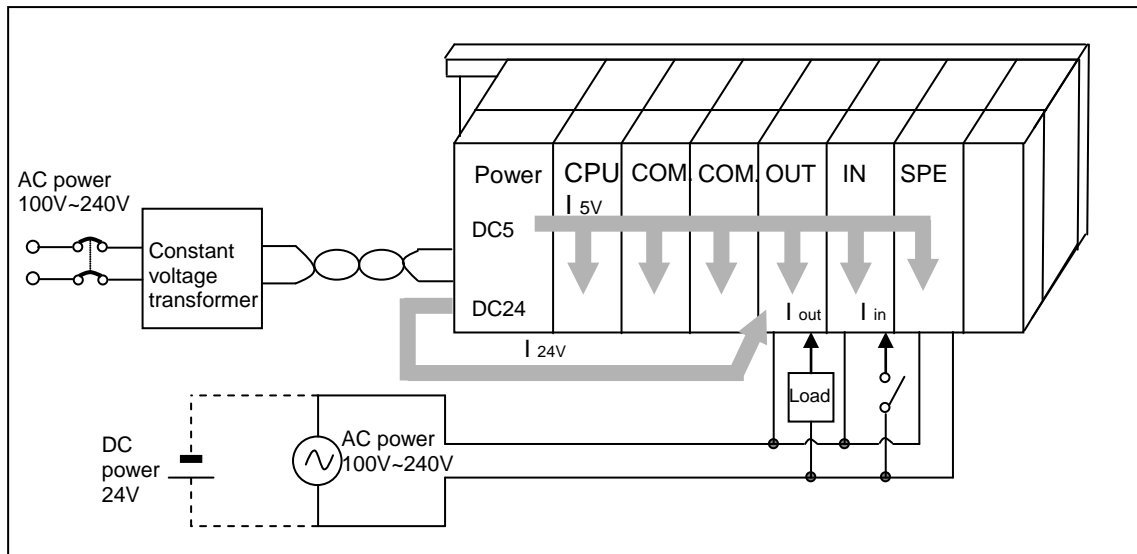 Power
CPU
COM.
COM.
OUT
IN
SPE
AC power
100V~240V
I 5V
DC5
Constant
voltage
transformer
DC24
I out
I in
I 24V
Load
DC
power
24V
AC power
100V~240V